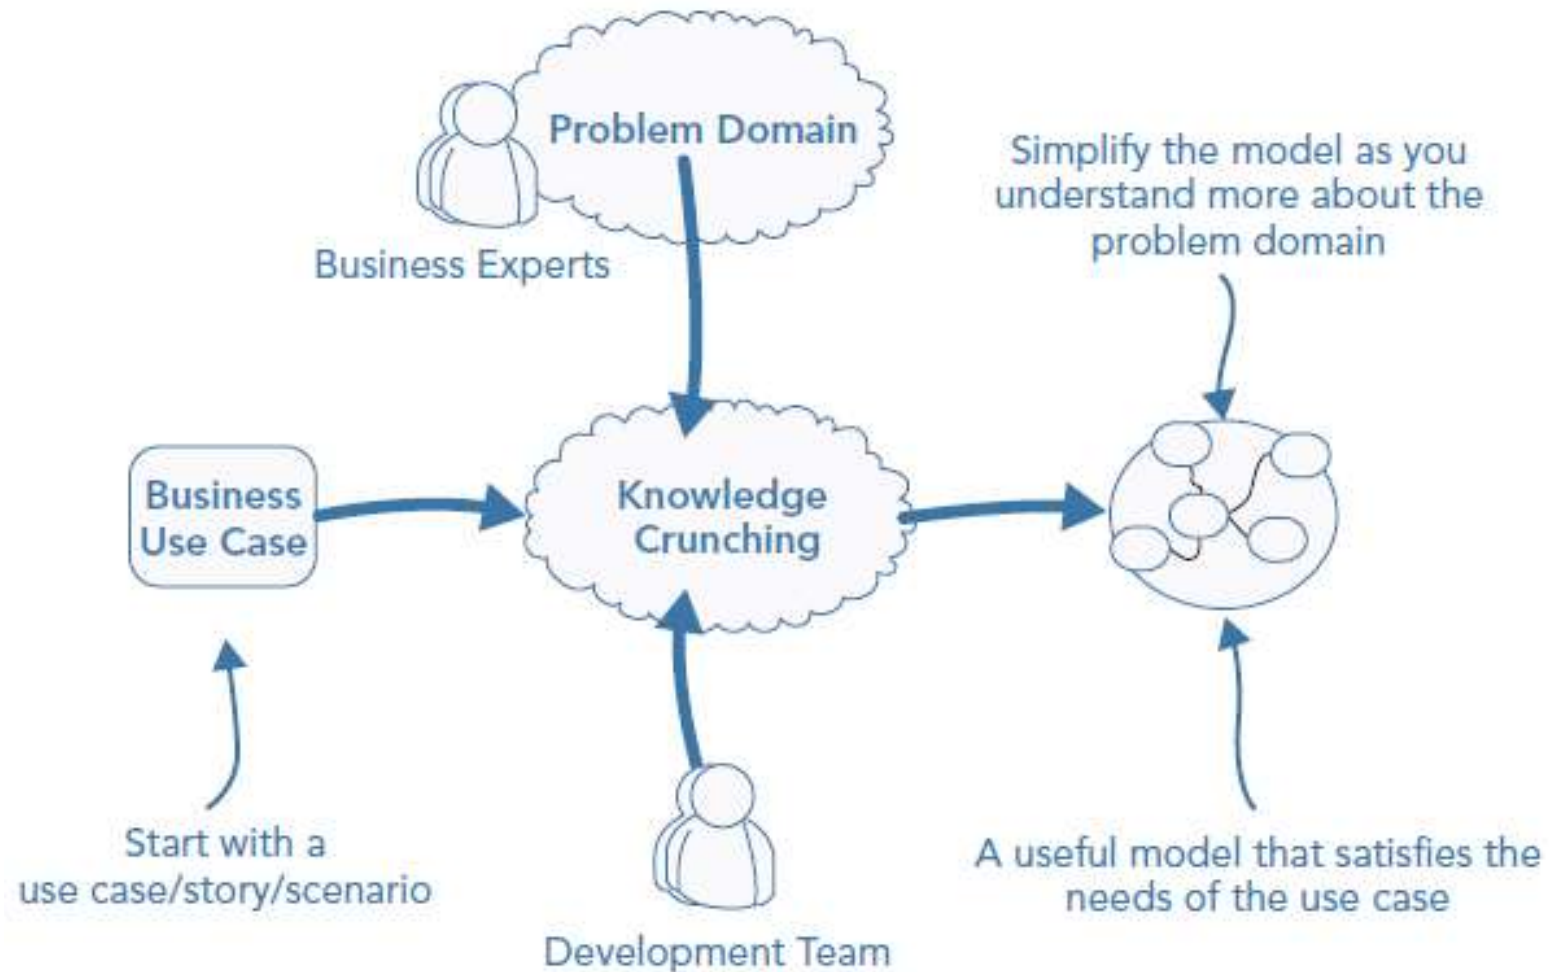 Problem Domain
Business Experts
Simplify the model as you
understand more about the
problem domain
Business
Use Case
Knowledge
Crunching
Start with a
use case/story/scenario
Development Team
A useful model that satisfies the
needs of the use case